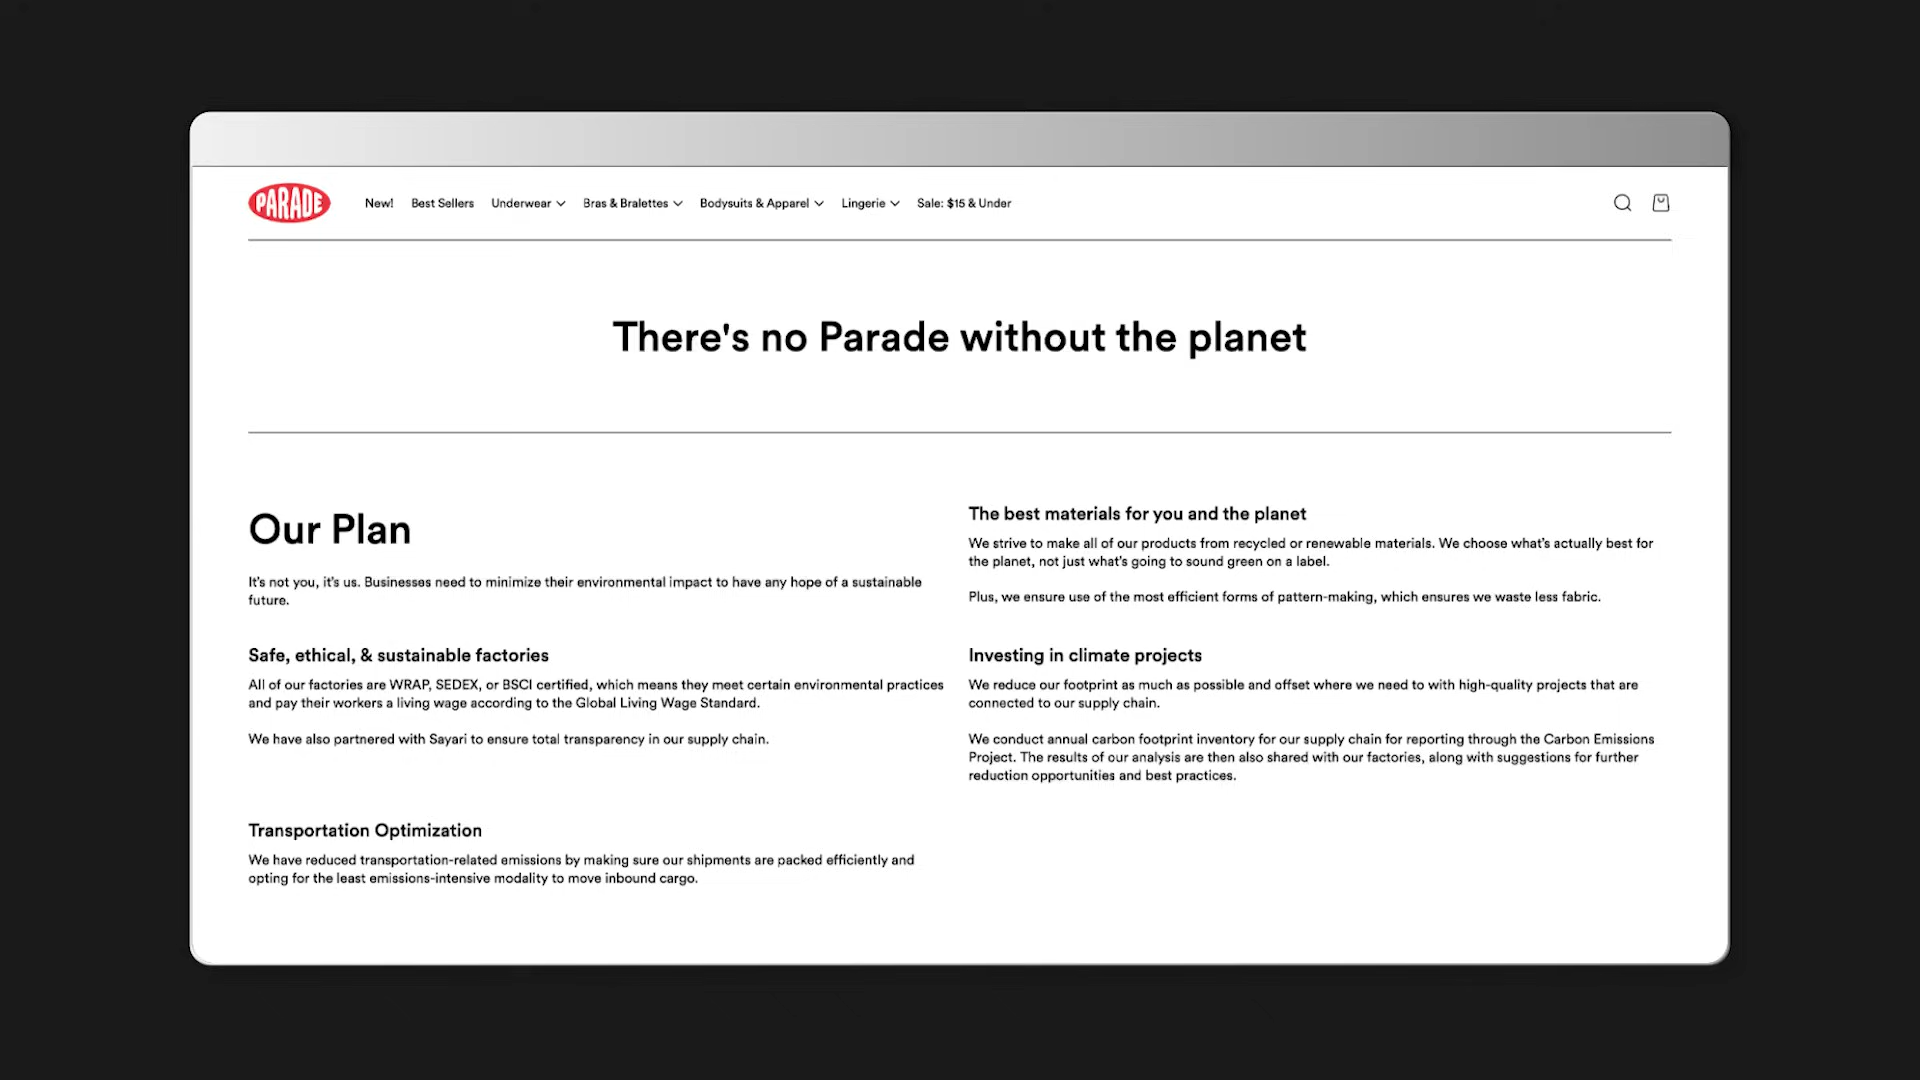 PARADE
New! Best Sellers Underwear Bras & Bralettes Bodysuits & Apparel Lingerie Sale: $15 & Under
There's no Parade without the planet
Our Plan
It's not you, it's us. Businesses need to minimize their environmental impact to have any hope of a sustainable
future.
The best materials for you and the planet
We strive to make all of our products from recycled or renewable materials. We choose what's actually best for
the planet, not just what's going to sound green on a label.
Plus, we ensure use of the most efficient forms of pattern-making, which ensures we waste less fabric.
Safe, ethical, & sustainable factories
All of our factories are WRAP, SEDEX, or BSCI certified, which means they meet certain environmental practices
and pay their workers a living wage according to the Global Living Wage Standard.
We have also partnered with Sayari to ensure total transparency in our supply chain.
Investing in climate projects
We reduce our footprint as much as possible and offset where we need to with high-quality projects that are
connected to our supply chain.
We conduct annual carbon footprint inventory for our supply chain for reporting through the Carbon Emissions
Project. The results of our analysis are then also shared with our factories, along with suggestions for further
reduction opportunities and best practices.
Transportation Optimization
We have reduced transportation-related emissions by making sure our shipments are packed efficiently and
opting for the least emissions-intensive modality to move inbound cargo.